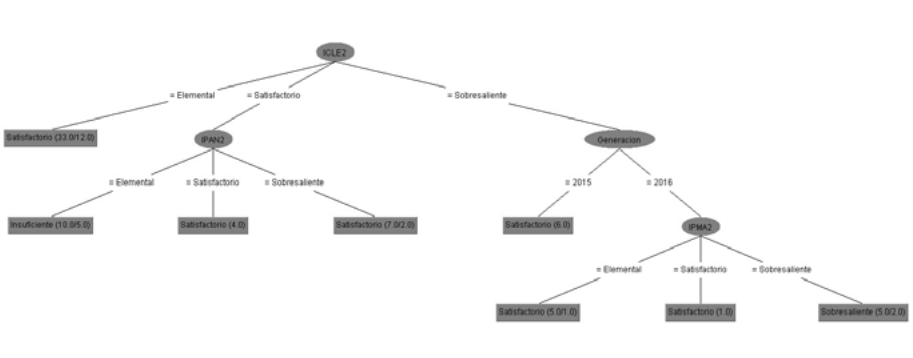 ICLE2
= Elemental = Satisfactorio = Sobresaliente
Satisfactorio (33.0/12.0) IPAN2 Generacion
= Elemental = Satisfactorio = Sobresaliente = 2015 = 2016
Insuficiente (10.0/5.0) Satisfactorio (4.0) Satisfactorio (7.0/2.0) Satisfactorio (6.0) IPMA2
= Elemental = Satisfactorio = Sobresaliente
Satisfactorio (5.0/1.0) Satisfactorio (1.0) Sobresaliente (5.0/2.0)